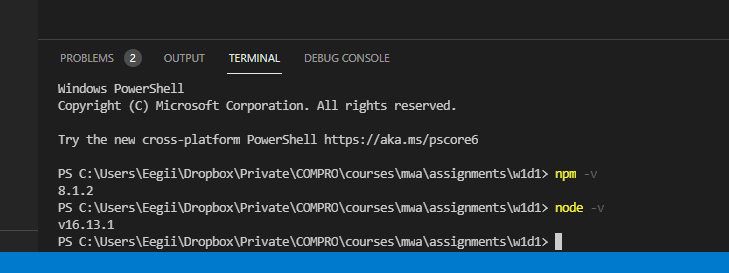 PROBLEMS 2 OUTPUT TERMINAL DEBUG CONSOLE
Windows PowerShell
Copyright (C) Microsoft Corporation. All rights reserved.
Try the new cross-platform PowerShell https://aka.ms/pscore6
PS C:\Users\Eegii\Dropbox\Private\COMPRO\courses\mwa\assignments\w1d1> npm -v
8.1.2
PS C:\Users\Eegii\Dropbox\Private\COMPRO\courses\mwa\assignments\w1d1> node -v
v16.13.1
PS C:\Users\Eegii\Dropbox\Private\COMPRO\courses\mwa\assignments\w1d1>